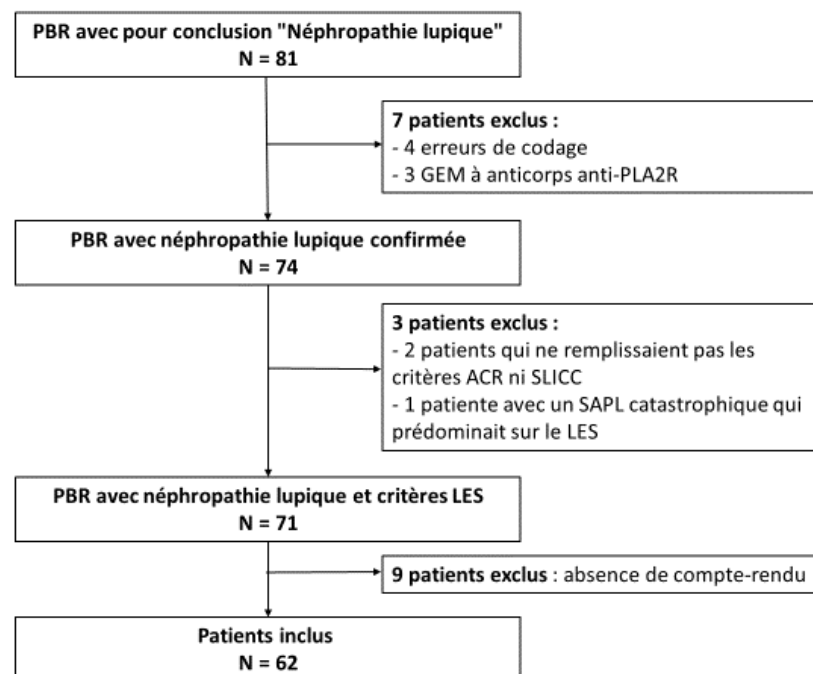 PBR avec pour conclusion "Néphropathie lupique"
N = 81
7 patients exclus :
- 4 erreurs de codage
- 3 GEM à anticorps anti-PLA2R
PBR avec néphropathie lupique confirmée
N = 74
3 patients exclus :
- 2 patients qui ne remplissaient pas les
critères ACR ni SLICC
- 1 patiente avec un SAPL catastrophique qui
prédominait sur le LES
PBR avec néphropathie lupique et critères LES
N = 71
9 patients exclus : absence de compte-rendu
Patients inclus
N = 62